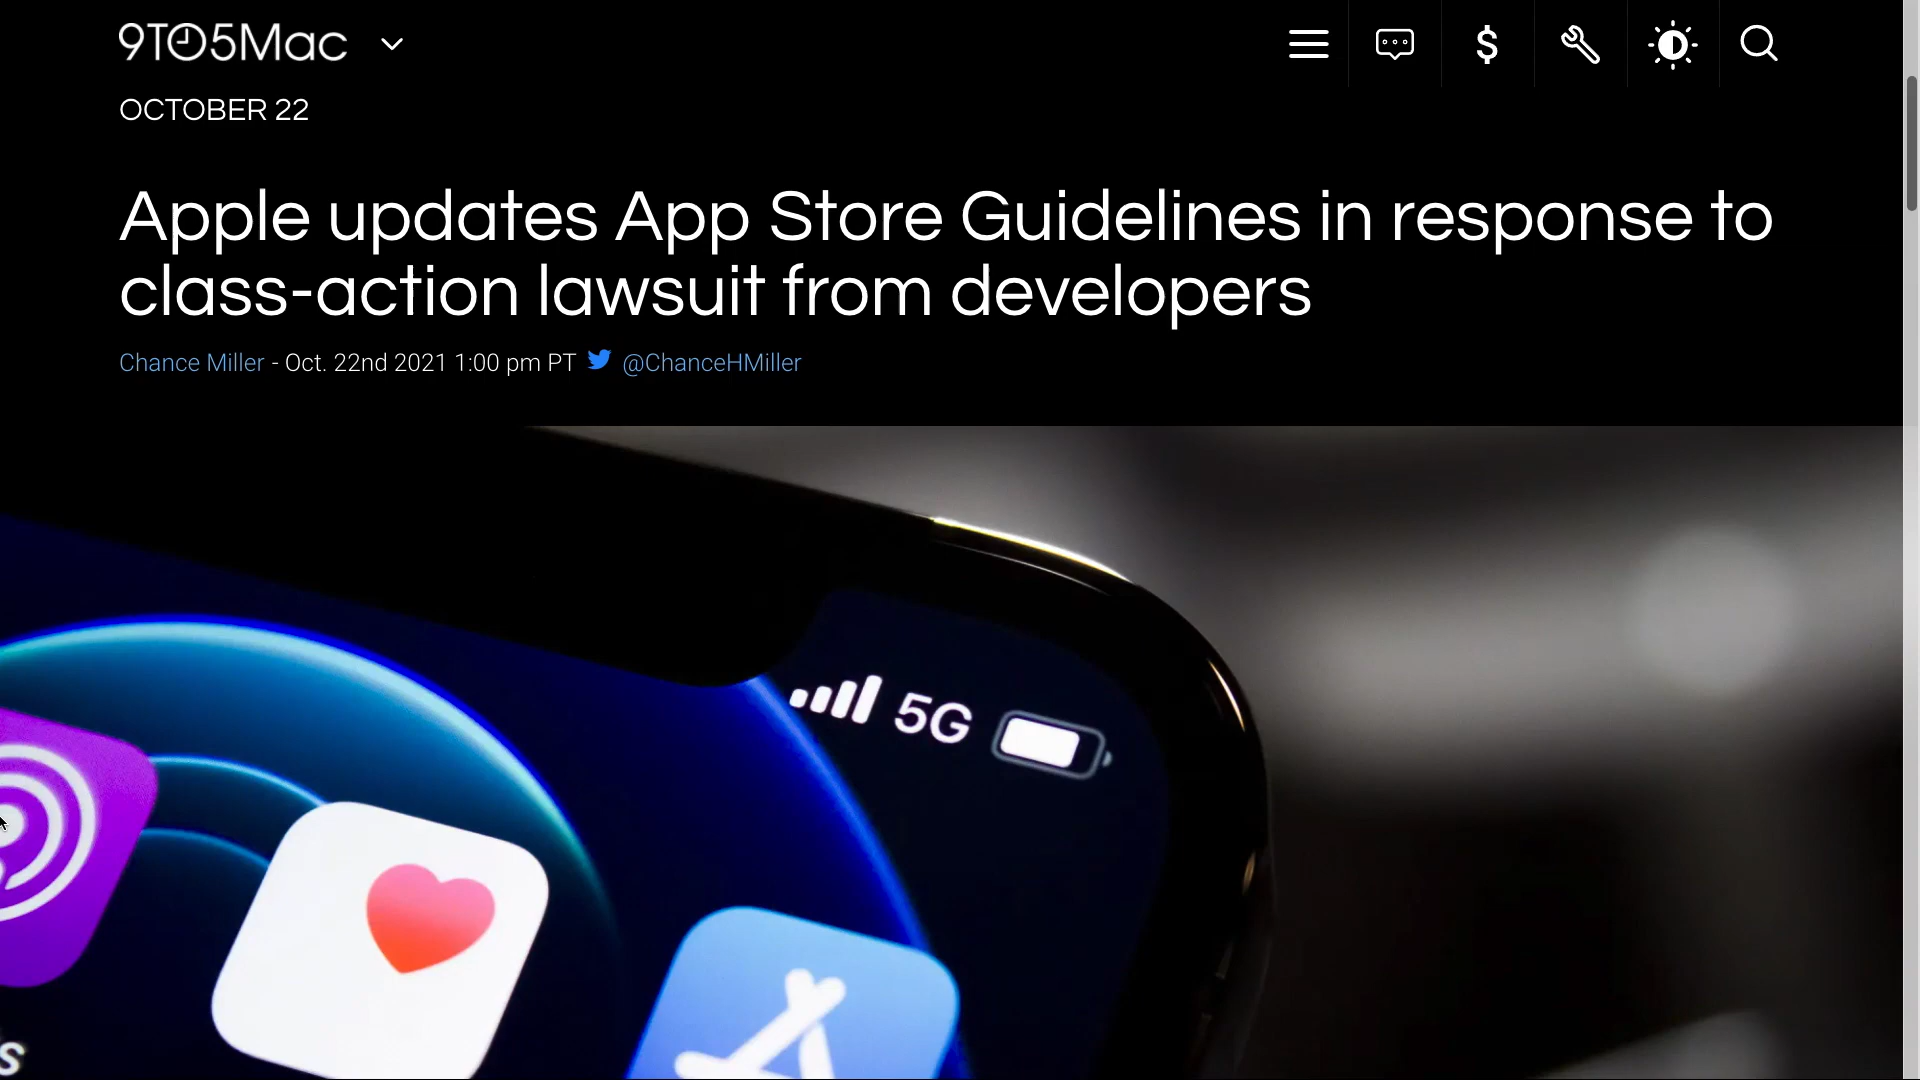 9TO5Mac
OCTOBER 22
Apple updates App Store Guidelines in response to
class-action lawsuit from developers
Chance Miller - Oct. 22nd 2021 1:00 pm PT @ChanceHMiller
5G
s